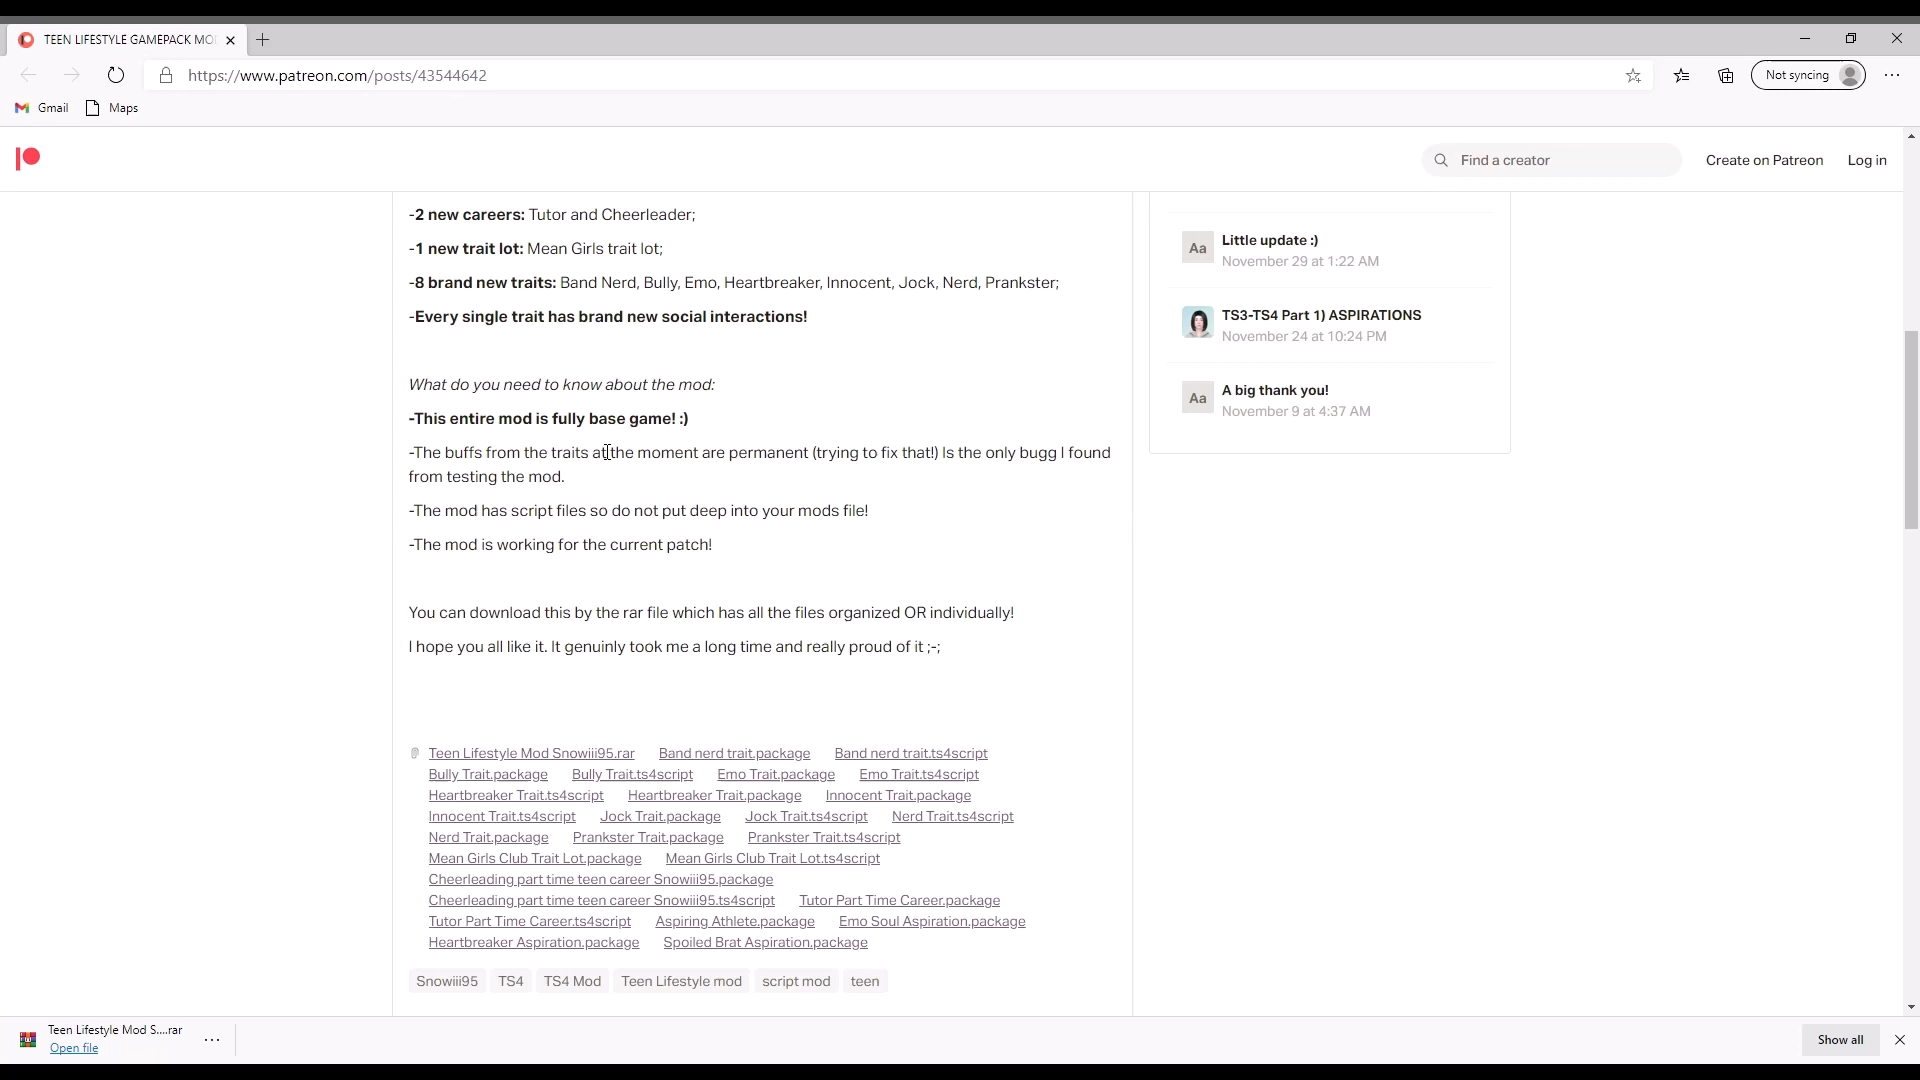 TEEN LIFESTYLE GAMEPACK MO
https://www.patreon.com/posts/43544642
Not syncing
Gmail
Maps
Find a creator
Create on Patreon
Log in
-2 new careers: Tutor and Cheerleader;
-1 new trait lot: Mean Girls trait lot;
-8 brand new traits: Band Nerd, Bully, Emo, Heartbreaker, Innocent, Jock, Nerd, Prankster;
-Every single trait has brand new social interactions!
What do you need to know about the mod:
-This entire mod is fully base game! :)
-The buffs from the traits at the moment are permanent (trying to fix that!) Is the only bugg I found
from testing the mod.
-The mod has script files so do not put deep into your mods file!
-The mod is working for the current patch!
You can download this by the rar file which has all the files organized OR individually!
I hope you all like it. It genuinly took me a long time and really proud of it ;-;
Teen Lifestyle Mod Snowiii95.rar Band nerd trait.package Band nerd trait.ts4script
Bully Trait.package Bully Trait.ts4script Emo Trait.package Emo Trait.ts4script
Heartbreaker Trait.ts4script Heartbreaker Trait.package Innocent Trait.package
Innocent Trait.ts4script Jock Trait.package Jock Trait.ts4script Nerd Trait.ts4script
Nerd Trait.package Prankster Trait.package Prankster Trait.ts4script
Mean Girls Club Trait Lot.package Mean Girls Club Trait Lot.ts4script
Cheerleading part time teen career Snowiii95.package
Cheerleading part time teen career Snowiii95.ts4script Tutor Part Time Career.package
Tutor Part Time Career.ts4script Aspiring Athlete.package Emo Soul Aspiration.package
Heartbreaker Aspiration.package Spoiled Brat Aspiration.package
Snowiii95 TS4 TS4 Mod Teen Lifestyle mod script mod teen
Aa
Little update :)
November 29 at 1:22 AM
TS3-TS4 Part 1) ASPIRATIONS
November 24 at 10:24 PM
Aa
A big thank you!
November 9 at 4:37 AM
Teen Lifestyle Mod S....rar
Open file
Show all